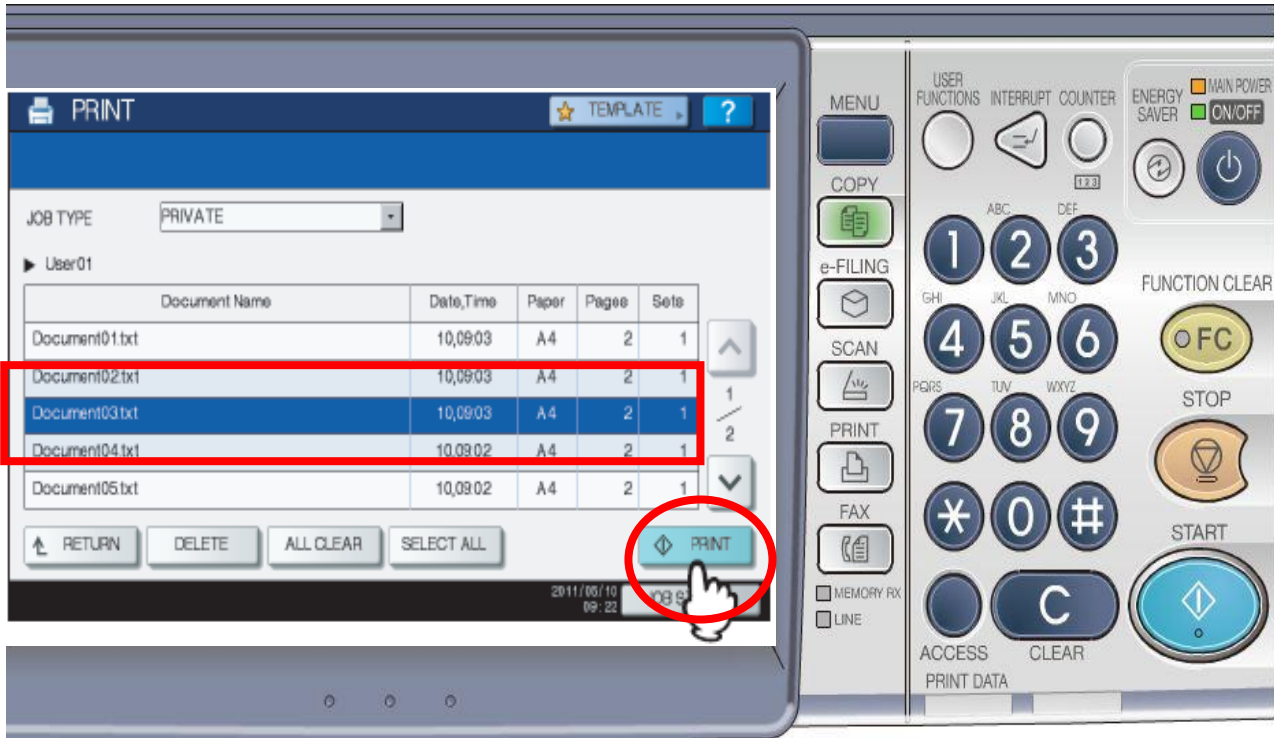 PRINT
TEMPLATE
?
JOB TYPE
PRIVATE
User01
Document Name Date,Time Paper Pages Sets
Document01.txt 10,09:03 A4 2 1
Document02.txt 10,09:03 A4 2 1
Document03.txt 10,09:03 A4 2 1
Document04.txt 10,09:02 A4 2 1
Document05.txt 10,09:02 A4 2 1
1
2
RETURN
DELETE
ALL CLEAR
SELECT ALL
PRINT
2011/06/10
09:22
JOB S
MENU
COPY
e-FILING
SCAN
PRINT
FAX
MEMORY RX
LINE
USER
FUNCTIONS
INTERRUPT
COUNTER
123
ENERGY
SAVER
MAIN POWER
ON/OFF
ABC
DEF
1
2
3
GHI
JKL
MNO
4
5
6
PQRS
TUV
WXYZ
7
8
9
*
0
#
ACCESS
C
CLEAR
FUNCTION CLEAR
FC
STOP
START
PRINT DATA